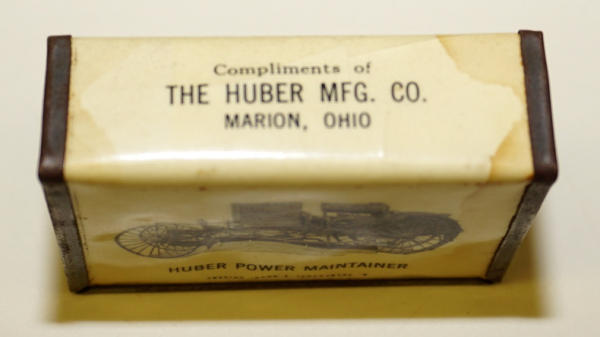 Compliments of
THE HUBER MFG. CO.
MARION, OHIO
HUBER POWER MAINTAINER